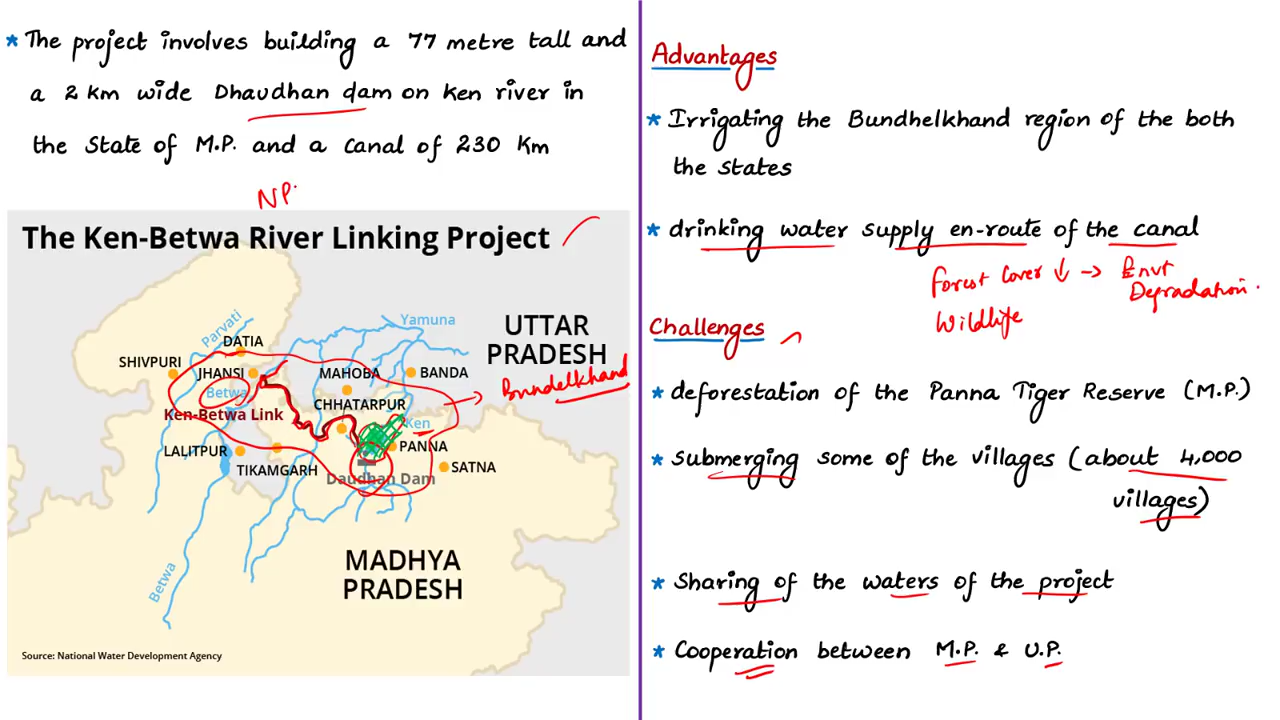 * The project involves building a 77 metre tall and
a 2 km wide Dhaudhan dam on Ken river in
the State of M.P. and a canal of 230 Km
NP.
The Ken-Betwa River Linking Project
Yamuna
UTTAR
PRADESH
Parvati
DATIA
SHIVPURI
JHANSI
MAHOBA
BANDA
Bundelkhand
Betwa
CHHATARPUR
Ken-Betwa Link
Ken
LALITPUR
PANNA
TIKAMGARH
SATNA
Daudhan Dam
MADHYA
PRADESH
Betwa
Source: National Water Development Agency
Advantages
* Irrigating the Bundhelkhand region of the both
the states
* drinking water supply en-route of the canal
Forest Cover ↓ → Envt
Degradation.
Wildlife
Challenges
* deforestation of the Panna Tiger Reserve (M.P.)
* submerging some of the villages (about 4,000
villages)
* Sharing of the waters of the project
* Cooperation between M.P. & U.P.